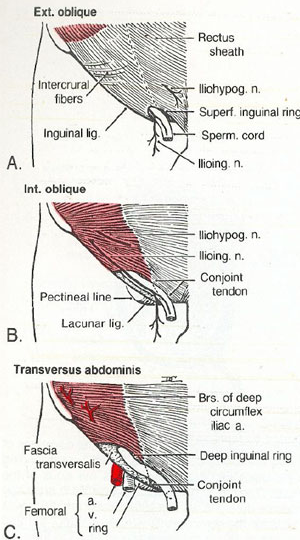 Ext. oblique
Rectus
sheath
Intercrural
fibers
Iliohypog. n.
Superf. inguinal ring
Inguinal lig.
Sperm. cord
Ilioing. n.
A.
Int. oblique
Iliohypog. n.
Ilioing. n.
Conjoint
tendon
Pectineal line
Lacunar lig.
B.
Transversus abdominis
Brs. of deep
circumflex
iliac a.
Fascia
transversalis
Deep inguinal ring
Conjoint
tendon
Femoral
a.
v.
ring
C.